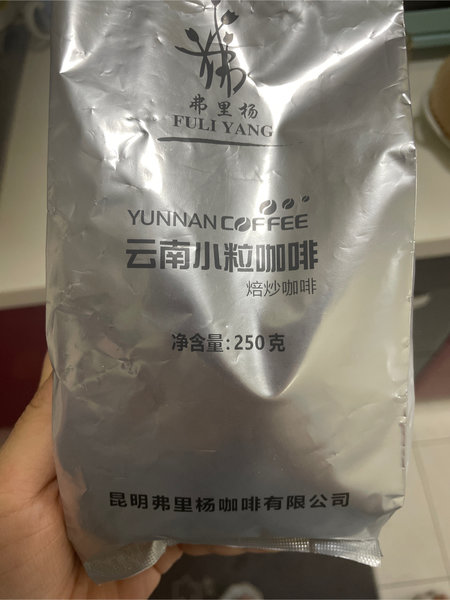 弗里杨
FULI YANG
YUNNAN COFFEE
云南小粒咖啡
焙炒咖啡
净含量:250克
昆明弗里杨咖啡有限公司